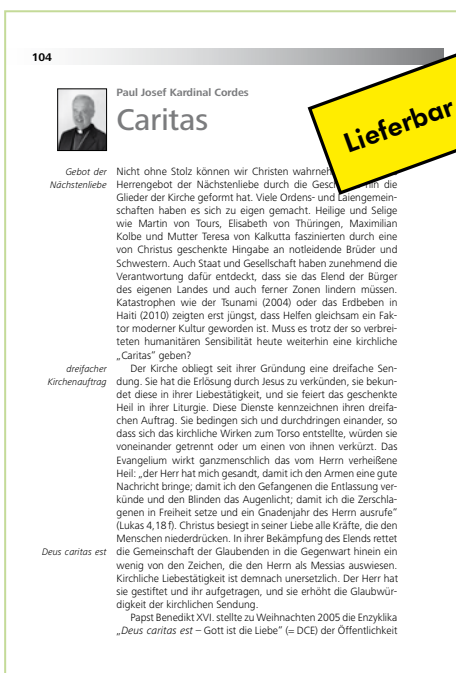 104
Paul Josef Kardinal Cordes
Caritas
Lieferbar
Gebot der
Nächstenliebe
Nicht ohne Stolz können wir Christen
Herrengebot der Nächstenliebe durch die hin die
Glieder der Kirche geformt hat. Viele Ordens- und Laiengemein-
schaften haben es sich zu eigen gemacht. Heilige und Selige
wie Martin von Tours, Elisabeth von Thüringen, Maximilian
Kolbe und Mutter Teresa von Kalkutta faszinierten durch eine
von Christus geschenkte Hingabe an notleidende Brüder und
Schwestern. Auch Staat und Gesellschaft haben zunehmend die
Verantwortung dafür entdeckt, dass sie das Elend der Bürger
des eigenen Landes und auch ferner Zonen lindern müssen.
Katastrophen wie der Tsunami (2004) oder das Erdbeben in
Haiti (2010) zeigten erst jüngst, dass Helfen gleichsam ein Fak-
tor moderner Kultur geworden ist. Muss es trotz der so verbrei-
teten humanitären Sensibilität heute weiterhin eine kirchliche
„Caritas" geben?
dreifacher
Kirchenauftrag
Der Kirche obliegt seit ihrer Gründung eine dreifache Sen-
dung. Sie hat die Erlösung durch Jesus zu verkünden, sie bekun-
det diese in ihrer Liebestätigkeit, und sie feiert das geschenkte
Heil in ihrer Liturgie. Diese Dienste kennzeichnen ihren dreifa-
chen Auftrag. Sie bedingen sich und durchdringen einander, so
dass sich das kirchliche Wirken zum Torso entstellte, würden sie
voneinander getrennt oder um einen von ihnen verkürzt. Das
Evangelium wirkt ganzmenschlich das vom Herrn verheißene
Heil: „der Herr hat mich gesandt, damit ich den Armen eine gute
Nachricht bringe; damit ich den Gefangenen die Entlassung ver-
künde und den Blinden das Augenlicht; damit ich die Zerschla-
genen in Freiheit setze und ein Gnadenjahr des Herrn ausrufe"
(Lukas 4,18 f). Christus besiegt in seiner Liebe alle Kräfte, die den
Menschen niederdrücken. In ihrer Bekämpfung des Elends rettet
Deus caritas est
die Gemeinschaft der Glaubenden in die Gegenwart hinein ein
wenig von den Zeichen, die den Herrn als Messias auswiesen.
Kirchliche Liebestätigkeit ist demnach unersetzlich. Der Herr hat
sie gestiftet und ihr aufgetragen, und sie erhöht die Glaubwür-
digkeit der kirchlichen Sendung.
Papst Benedikt XVI. stellte zu Weihnachten 2005 die Enzyklika
„Deus caritas est – Gott ist die Liebe" (= DCE) der Öffentlichkeit